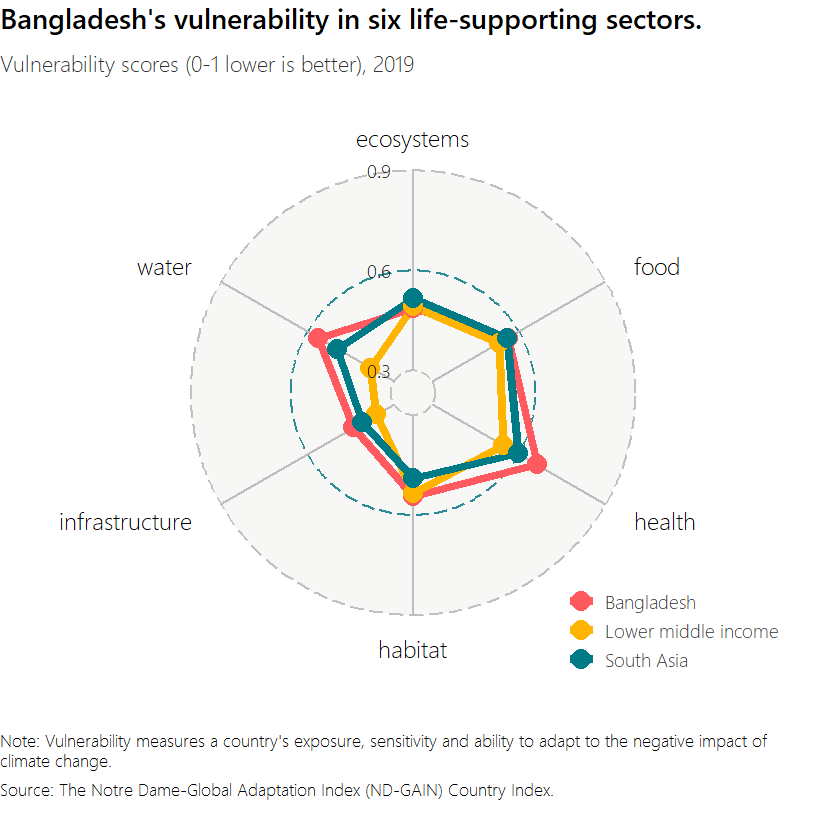 Bangladesh's vulnerability in six life-supporting sectors.
Vulnerability scores (0-1 lower is better), 2019
ecosystems
0.9
water
0.6
food
0.3
infrastructure
health
habitat
Bangladesh
Lower middle income
South Asia
Note: Vulnerability measures a country's exposure, sensitivity and ability to adapt to the negative impact of
climate change.
Source: The Notre Dame-Global Adaptation Index (ND-GAIN) Country Index.